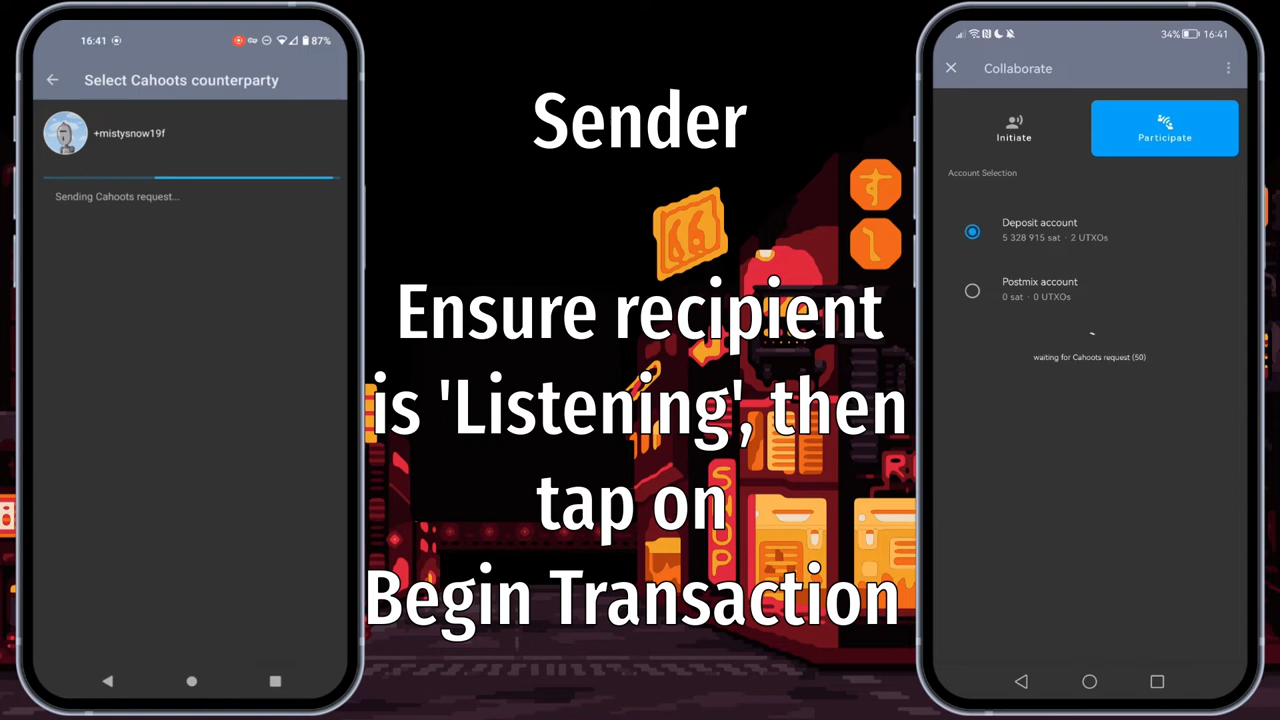 16:41
87%
Select Cahoots counterparty
+mistysnow19f
Sending Cahoots request...
Sender
Ensure recipient
is 'Listening', then
tap on
Begin Transaction
SNUP
34%
16:41
Collaborate
Initiate
Participate
Account Selection
Deposit account
5 328 915 sat · 2 UTXOs
Postmix account
0 sat · 0 UTXOs
waiting for Cahoots request (50)